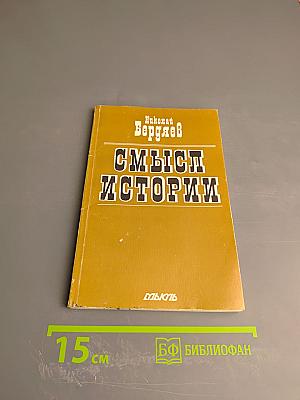 Николай
Бердяев
СМЫСЛ
ИСТОРИИ
МЫСЛЬ
15 см
БФ БИБЛИОФАН